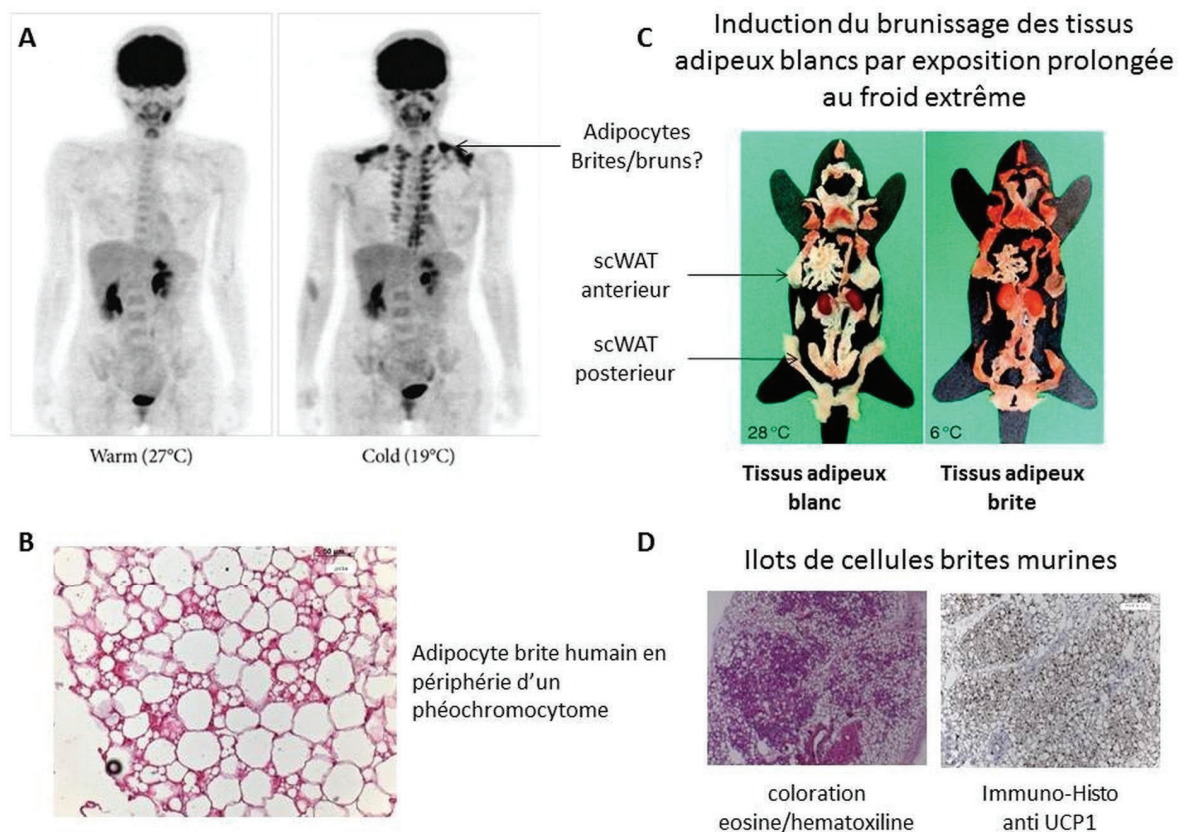 A
Warm (27°C)
Cold (19°C)
Adipocytes
Brites/bruns?
B
Adipocyte brite humain en
périphérie d’un
phéochromocytome
C
Induction du brunissage des tissus
adipeux blancs par exposition prolongée
au froid extrême
scWAT
anterieur
scWAT
posterieur
28 °C
6 °C
Tissus adipeux
blanc
Tissus adipeux
brite
D
Ilots de cellules brites murines
coloration
eosine/hematoxiline
Immuno-Histo
anti UCP1